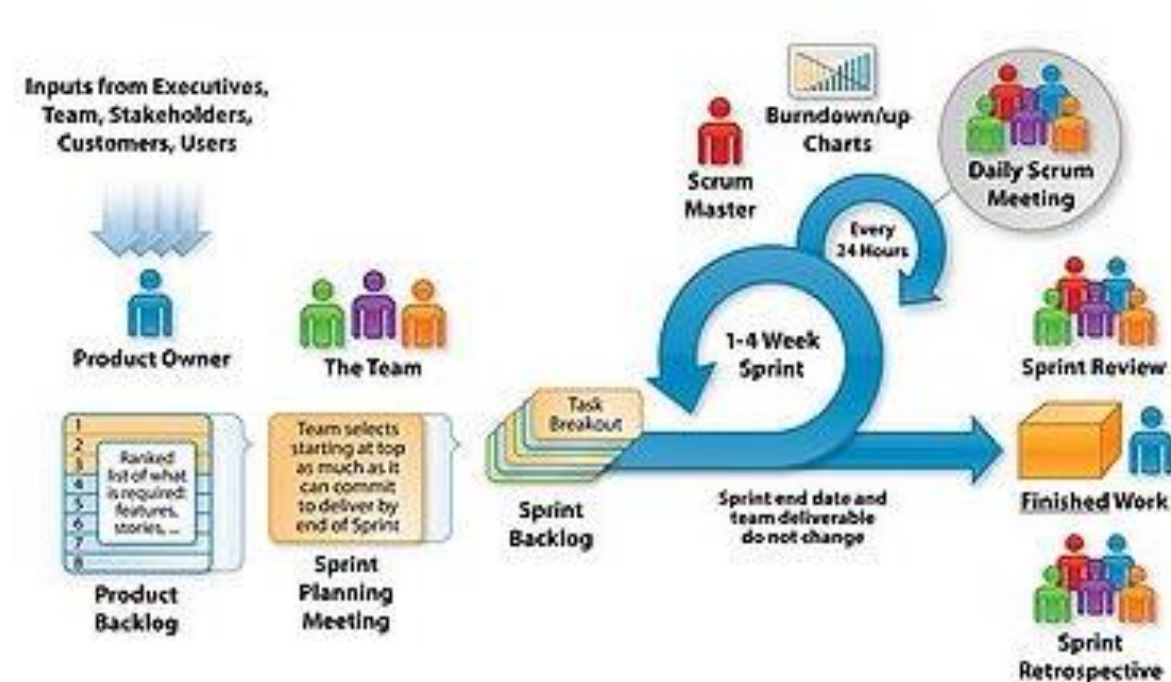 Inputs from Executives,
Team, Stakeholders,
Customers, Users
Product Owner
The Team
1
2
3
4
5
6
7
8
Ranked
list of what
is required:
features,
stories, ...
Product
Backlog
Team selects
starting at top
as much as it
can commit
to deliver by
end of Sprint
Sprint
Planning
Meeting
Task
Breakout
Sprint
Backlog
Scrum
Master
Burndown/up
Charts
Every
24 Hours
Daily Scrum
Meeting
1-4 Week
Sprint
Sprint end date and
team deliverable
do not change
Sprint Review
Finished Work
Sprint
Retrospective